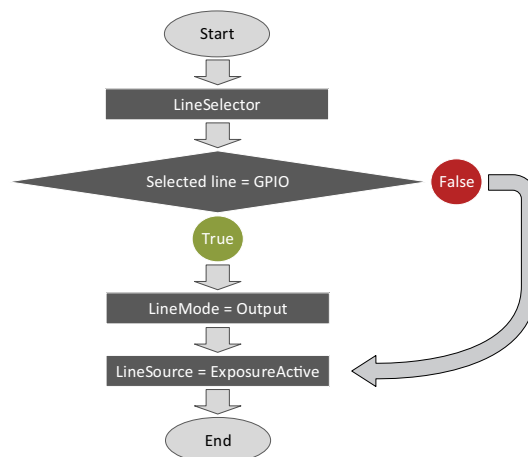 Start
LineSelector
Selected line = GPIO
False
True
LineMode = Output
LineSource = ExposureActive
End